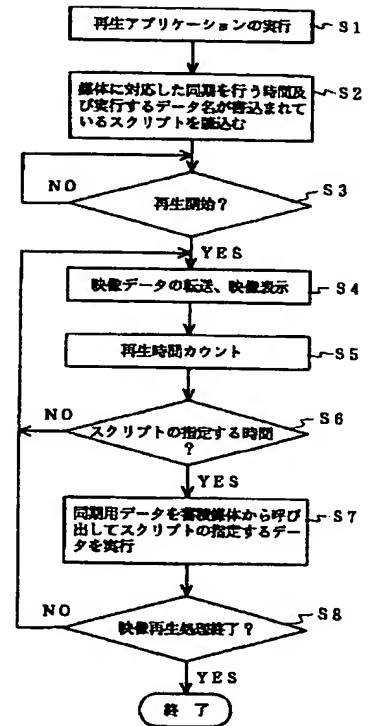 再生アプリケーションの実行
S1
媒体に対応した同期を行う時間及
び実行するデータ名が書込まれて
いるスクリプトを読込む
S2
NO
再生開始?
S3
YES
映像データの転送、映像表示
S4
再生時間カウント
S5
NO
スクリプトの指定する時間
?
S6
YES
同期用データを蓄積媒体から呼び
出してスクリプトの指定するデー
タを実行
S7
NO
映像再生処理終了?
S8
YES
終 了